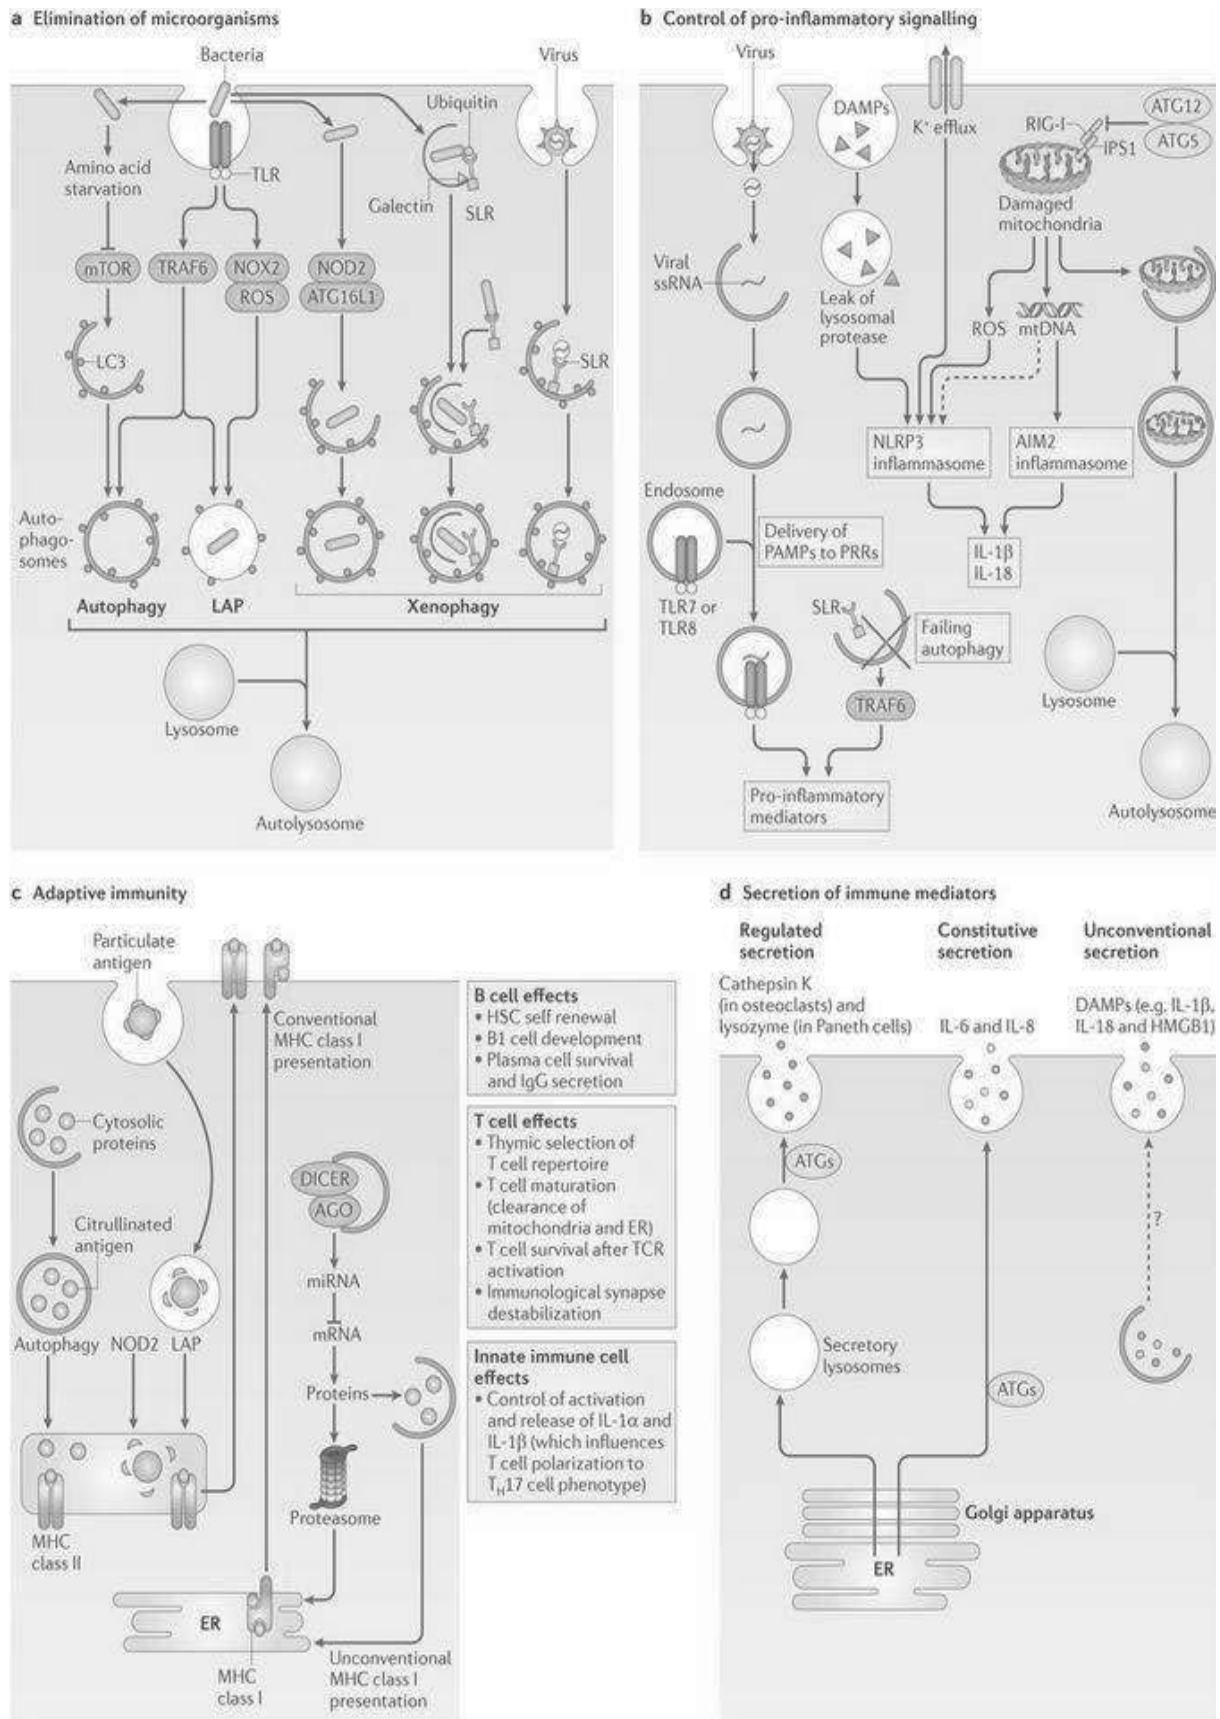 a Elimination of microorganisms
Bacteria
Virus
Ubiquitin
Amino acid
starvation
TLR
Galectin
SLR
mTOR
TRAF6
NOX2
ROS
NOD2
ATG16L1
LC3
SLR
Auto-
phago-
somes
Autophagy
LAP
Xenophagy
Lysosome
Autolysosome
b Control of pro-inflammatory signalling
Virus
DAMPs
K+ efflux
RIG-I
IPS1
ATG12
ATG5
Damaged
mitochondria
Viral
ssRNA
Leak of
lysosomal
protease
ROS
mtDNA
NLRP3
inflammasome
AIM2
inflammasome
Endosome
Delivery of
PAMPs to PRRs
IL-1β
IL-18
TLR7 or
TLR8
SLR
Failing
autophagy
TRAF6
Lysosome
Pro-inflammatory
mediators
Autolysosome
c Adaptive immunity
Particulate
antigen
Conventional
MHC class I
presentation
Cytosolic
proteins
DICER
AGO
Citrullinated
antigen
miRNA
mRNA
Autophagy
NOD2
LAP
Proteins
Proteasome
MHC
class II
ER
MHC
class I
Unconventional
MHC class I
presentation
B cell effects
• HSC self renewal
• B1 cell development
• Plasma cell survival
and IgG secretion
T cell effects
• Thymic selection of
T cell repertoire
• T cell maturation
(clearance of
mitochondria and ER)
• T cell survival after TCR
activation
• Immunological synapse
destabilization
Innate immune cell
effects
• Control of activation
and release of IL-1α and
IL-1β (which influences
T cell polarization to
TH17 cell phenotype)
d Secretion of immune mediators
Regulated
secretion
Constitutive
secretion
Unconventional
secretion
Cathepsin K
(in osteoclasts) and
lysozyme (in Paneth cells)
IL-6 and IL-8
DAMPs (e.g. IL-1β,
IL-18 and HMGB1)
ATGs
?
Secretory
lysosomes
ATGs
Golgi apparatus
ER